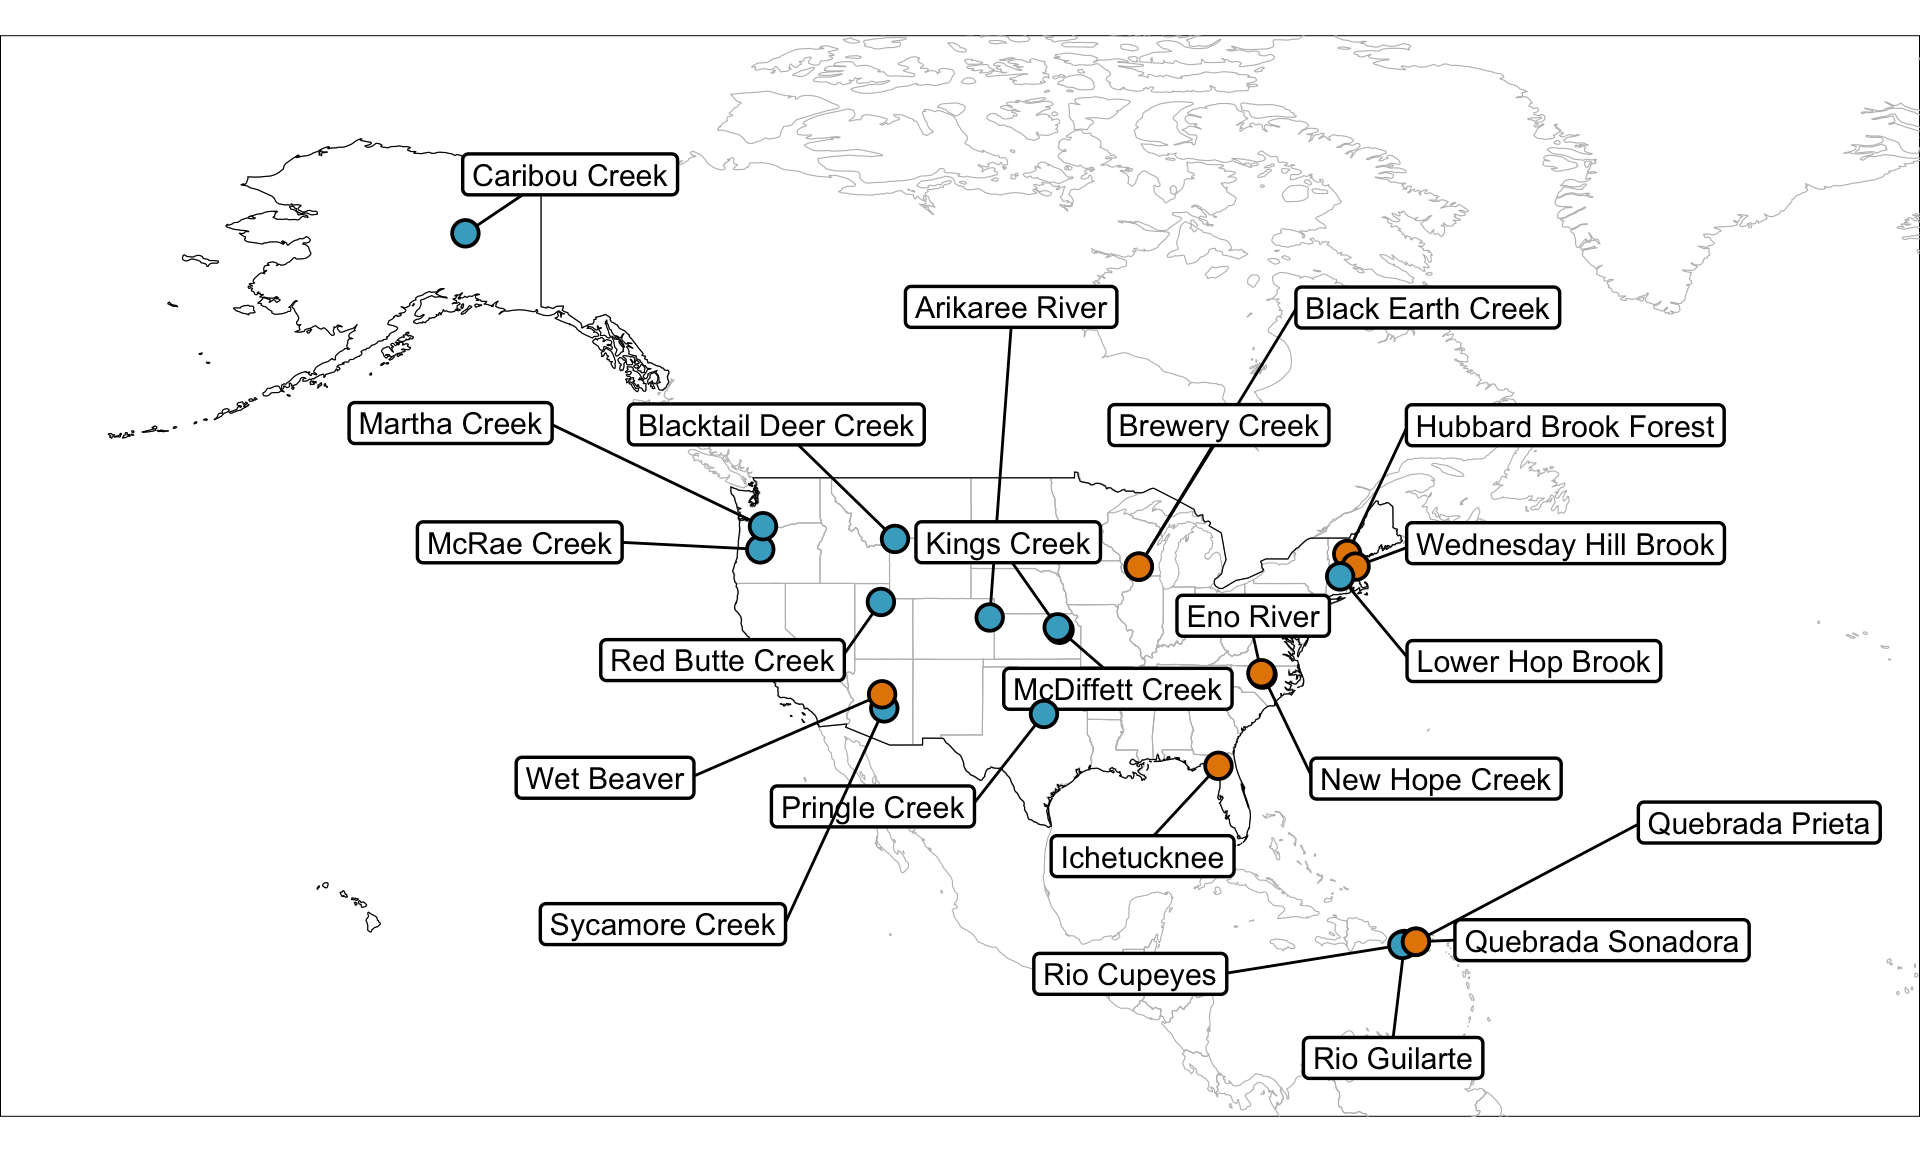 Caribou Creek
Arikaree River
Black Earth Creek
Martha Creek
Blacktail Deer Creek
Brewery Creek
Hubbard Brook Forest
McRae Creek
Kings Creek
Wednesday Hill Brook
Eno River
Red Butte Creek
Lower Hop Brook
McDiffett Creek
Wet Beaver
New Hope Creek
Pringle Creek
Quebrada Prieta
Ichetucknee
Sycamore Creek
Quebrada Sonadora
Rio Cupeyes
Rio Guilarte